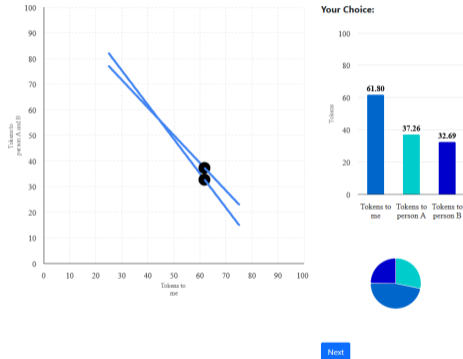 Your Choice:
100
90
80
70
60
50
40
30
20
10
0
Tokens to
person A and B
0 10 20 30 40 50 60 70 80 90 100
Tokens to
me
100
80
60
40
20
0
Tokens
61.80
37.26
32.69
Tokens to Tokens to Tokens to
me person A person B
Next